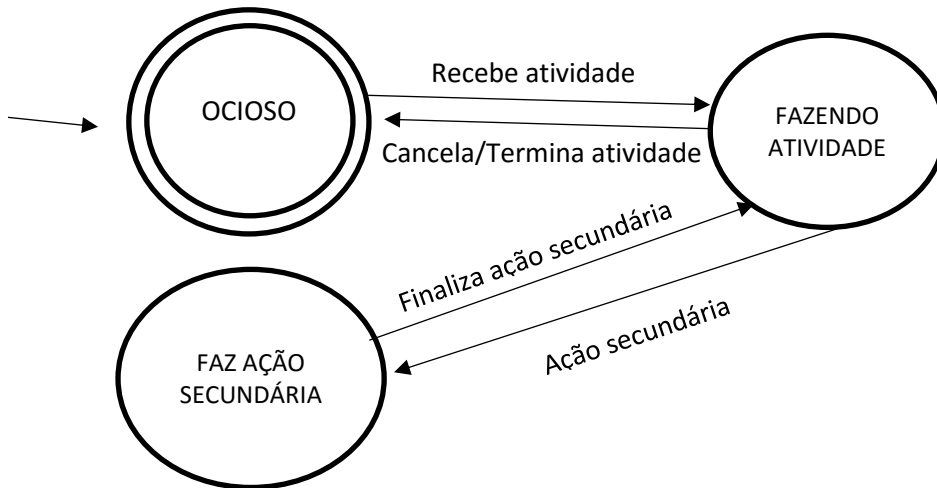 OCIOSO
Recebe atividade
Cancela/Termina atividade
FAZENDO
ATIVIDADE
Finaliza ação secundária
Ação secundária
FAZ AÇÃO
SECUNDÁRIA